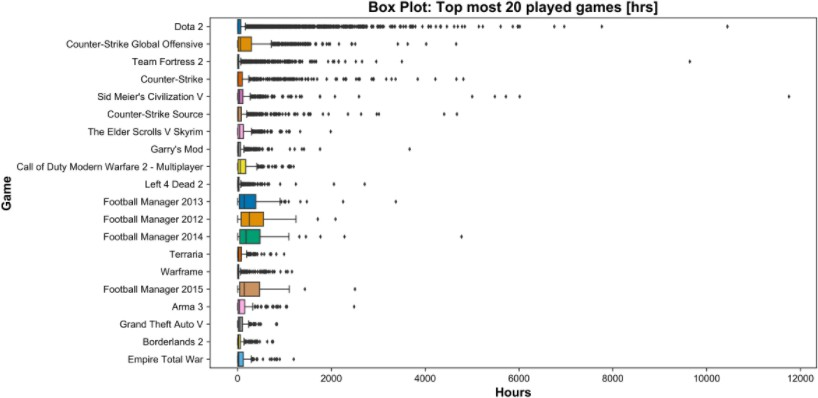 Box Plot: Top most 20 played games [hrs]
Game
Dota 2
Counter-Strike Global Offensive
Team Fortress 2
Counter-Strike
Sid Meier's Civilization V
Counter-Strike Source
The Elder Scrolls V Skyrim
Garry's Mod
Call of Duty Modern Warfare 2 - Multiplayer
Left 4 Dead 2
Football Manager 2013
Football Manager 2012
Football Manager 2014
Terraria
Warframe
Football Manager 2015
Arma 3
Grand Theft Auto V
Borderlands 2
Empire Total War
0 2000 4000 6000 8000 10000 12000
Hours